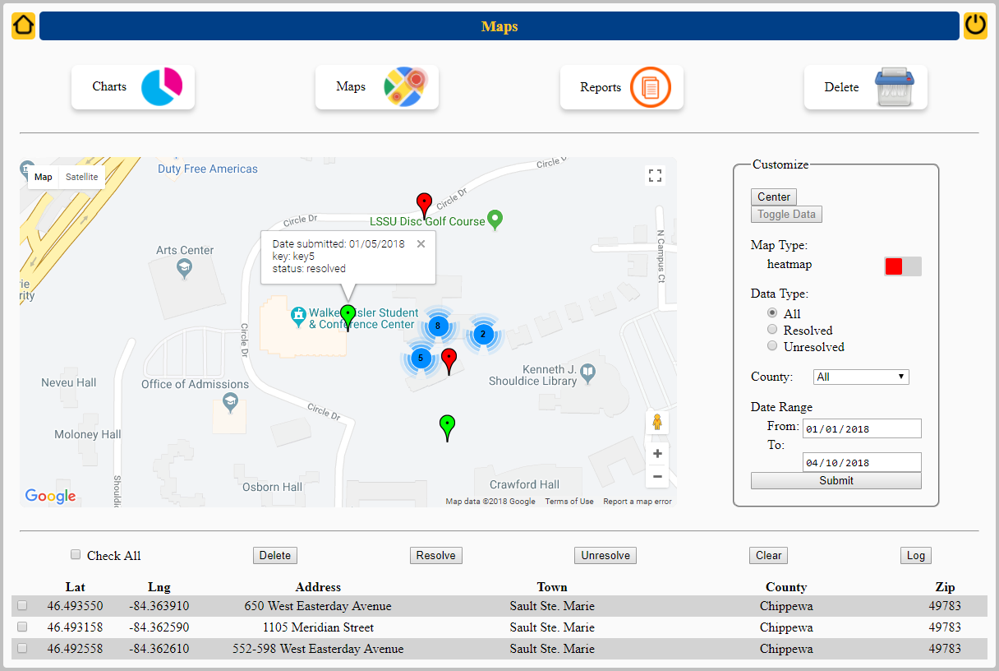 Maps
Charts
Maps
Reports
Delete
Map
Satellite
Duty Free Americas
Circle Dr
Circle Dr
Circle Dr
LSSU Disc Golf Course
N Campus Ct
Arts Center
Date submitted: 01/05/2018
key: key5
status: resolved
rie
rity
Walke isler Student
& Conference Center
8
2
5
Circle Dr
Kenneth J.
Shouldice Library
Neveu Hall
Office of Admissions
Circle Dr
Moloney Hall
Osborn Hall
Crawford Hall
Shouldic
Google
Map data ©2018 Google
Terms of Use
Report a map error
Customize
Center
Toggle Data
Map Type:
heatmap
Data Type:
All
Resolved
Unresolved
County: All
Date Range
From: 01/01/2018
To:
04/10/2018
Submit
Check All
Delete
Resolve
Unresolve
Clear
Log
Lat Lng Address Town County Zip
46.493550 -84.363910 650 West Easterday Avenue Sault Ste. Marie Chippewa 49783
46.493158 -84.362590 1105 Meridian Street Sault Ste. Marie Chippewa 49783
46.492558 -84.362610 552-598 West Easterday Avenue Sault Ste. Marie Chippewa 49783